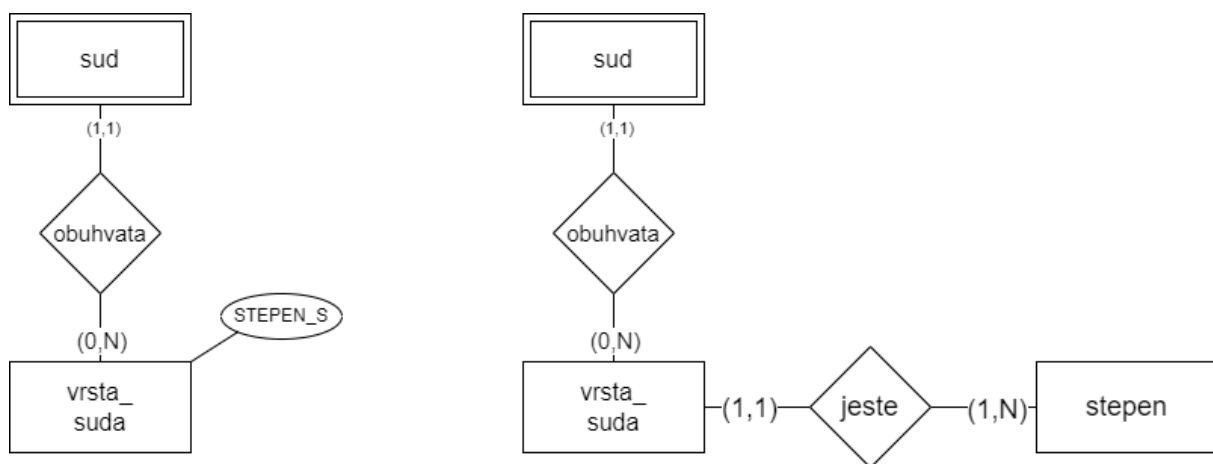 sud
(1,1)
obuhvata
STEPEN_S
(0,N)
vrsta_
suda
sud
(1,1)
obuhvata
(0,N)
vrsta_
suda
(1,1)
jeste
(1,N)
stepen